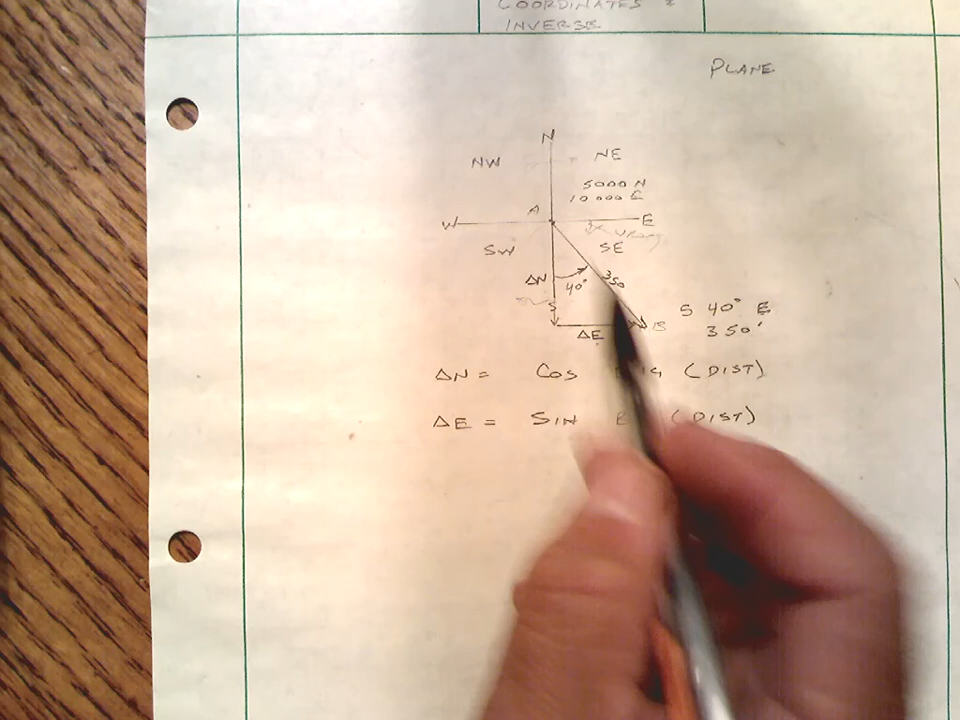 COORDINATES &
INVERSE
PLANE
N
NW NE
5000 N
10 000 E
A
W E
SW SE
ΔN
40° 350
S
B
S 40° E
ΔE
350'
ΔN = COS (DIST)
ΔE = SIN (DIST)